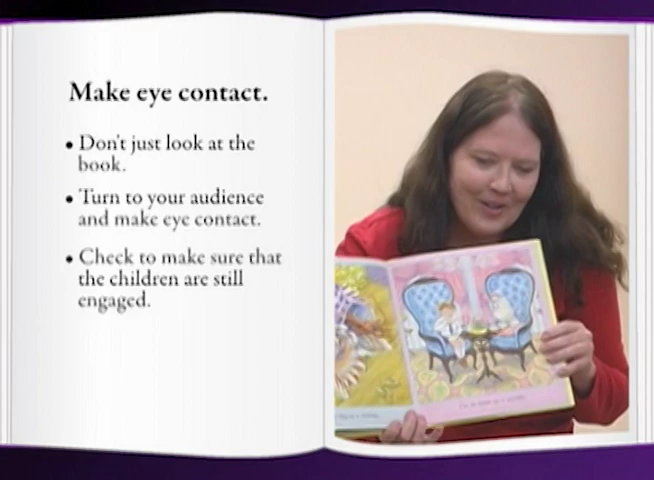 Make eye contact.
• Don't just look at the
book.
• Turn to your audience
and make eye contact.
• Check to make sure that
the children are still
engaged.